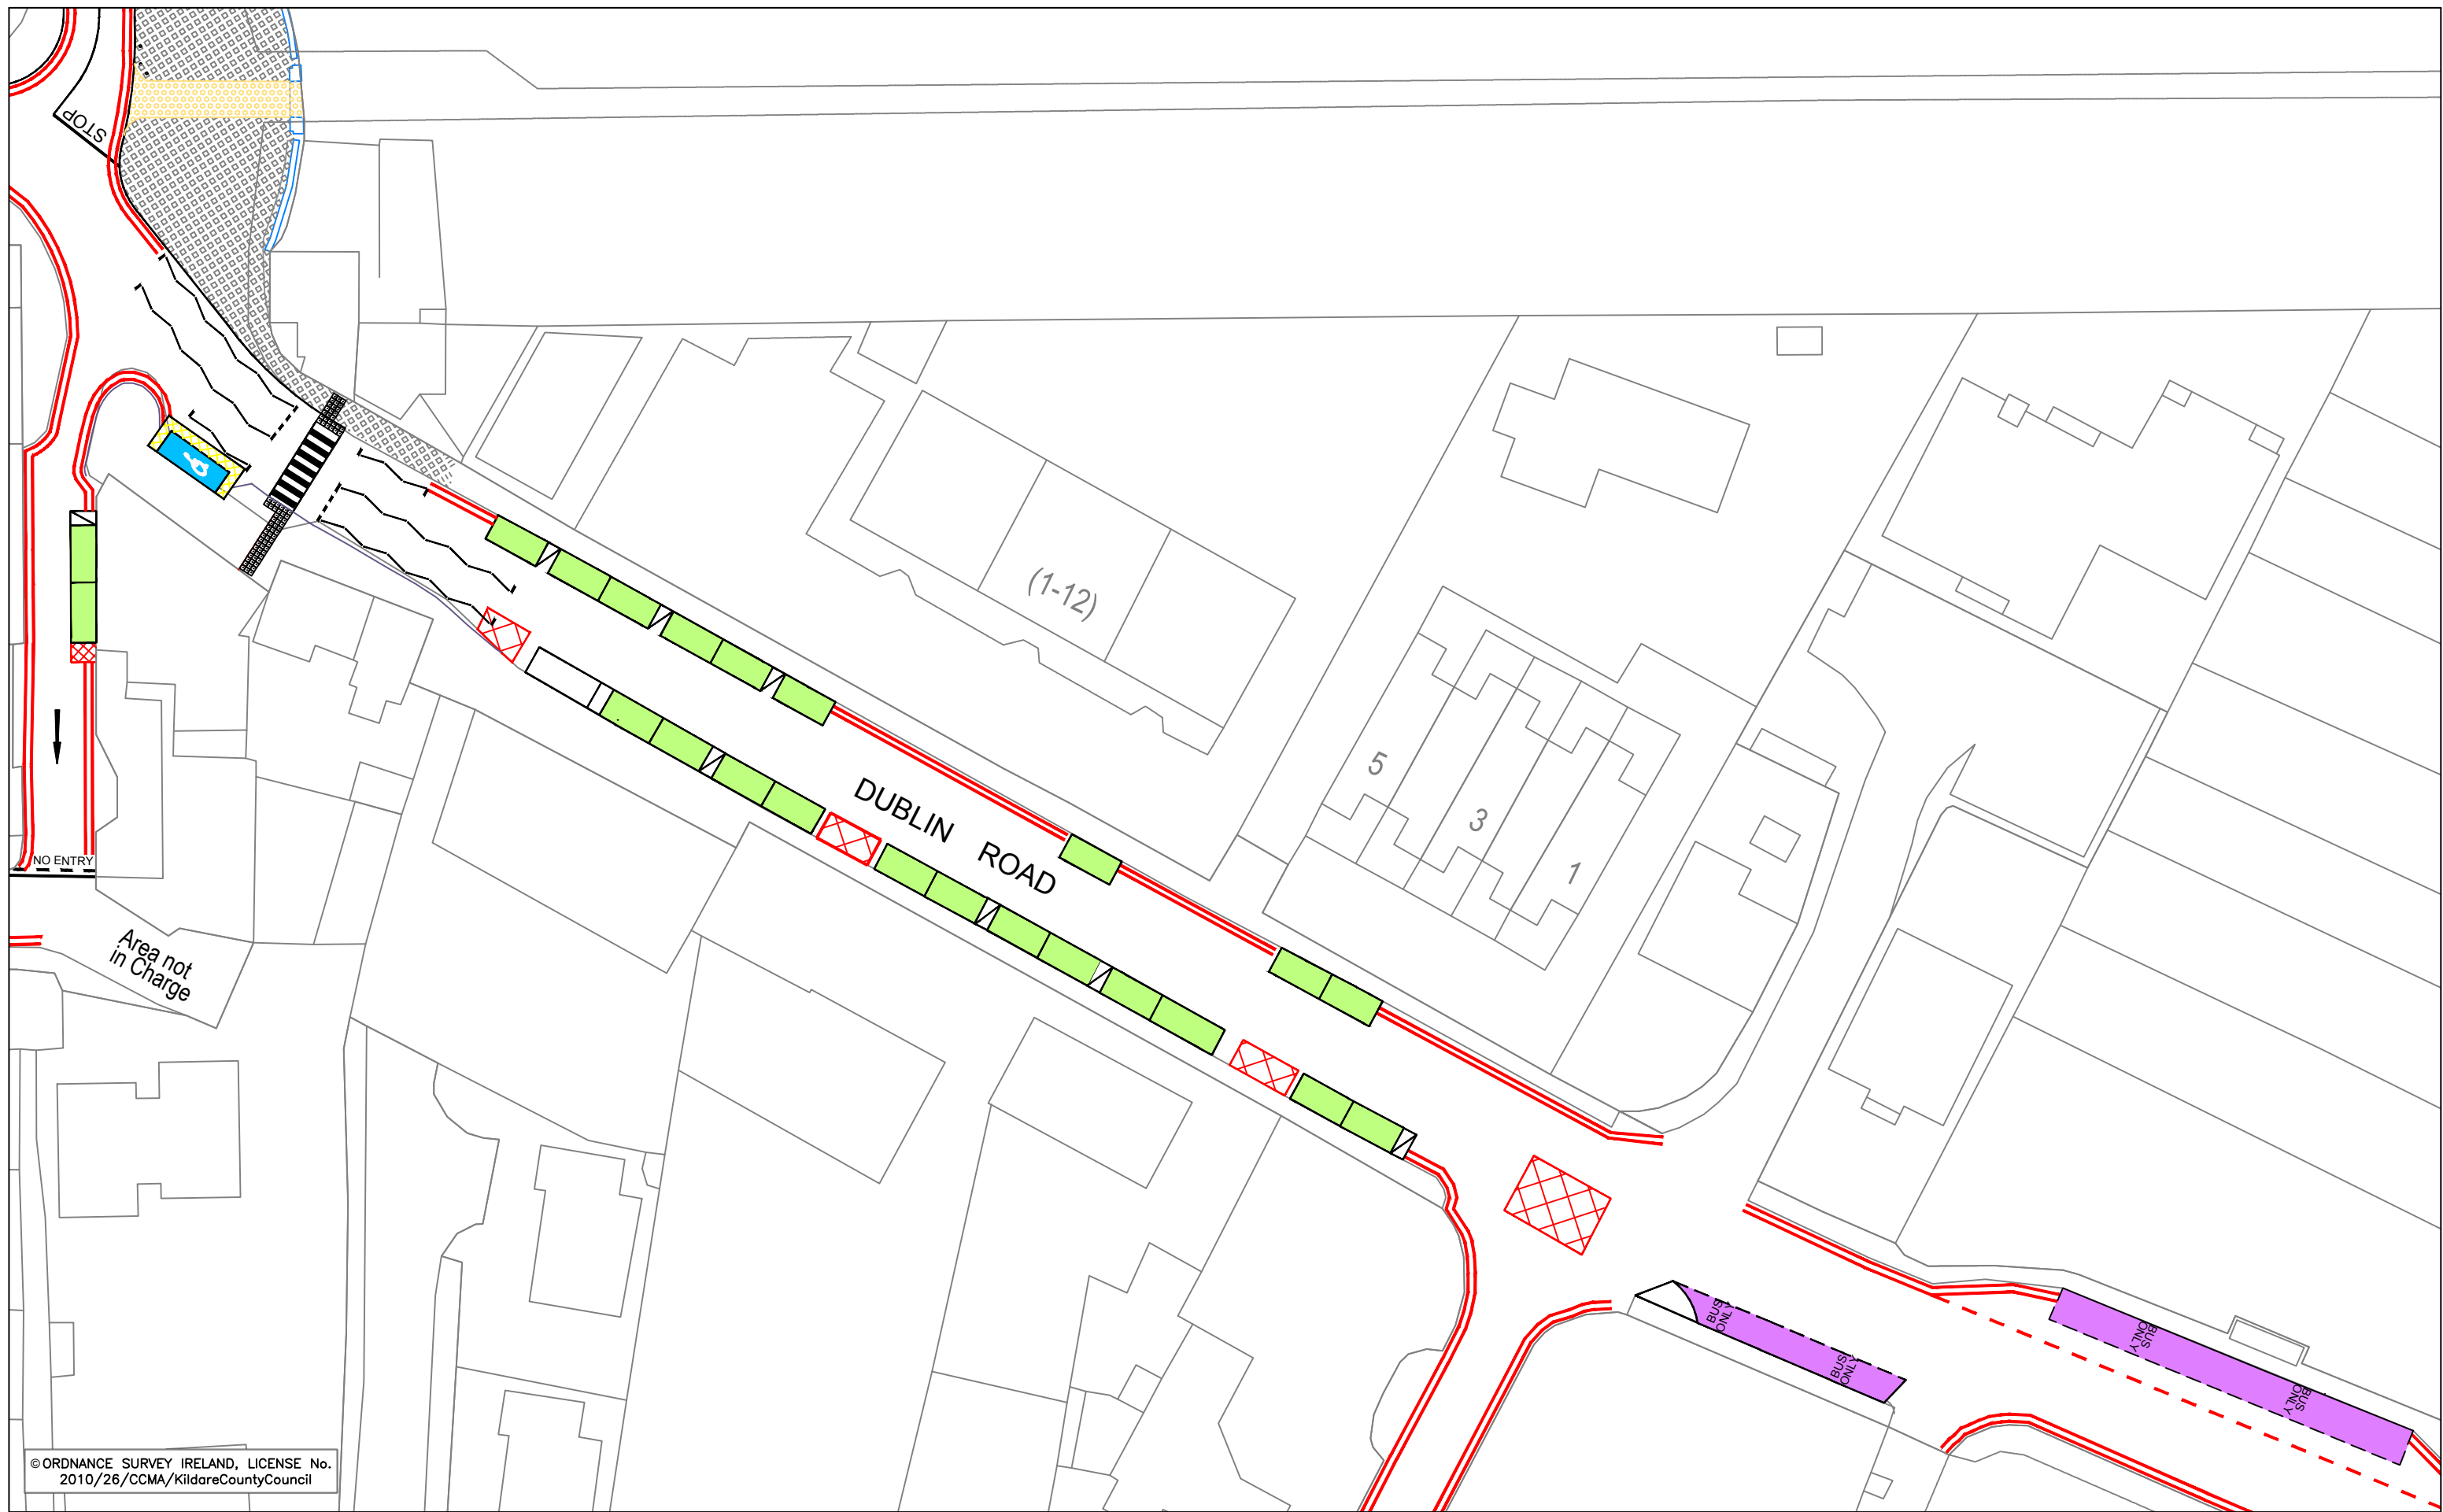 STOP
(1-12)
5
3
1
DUBLIN ROAD
NO ENTRY
Area not
in Charge
BUS
ONLY
BUS
ONLY
BUS
ONLY
BUS
ONLY
© ORDNANCE SURVEY IRELAND, LICENSE No.
2010/26/CCMA/KildareCountyCouncil